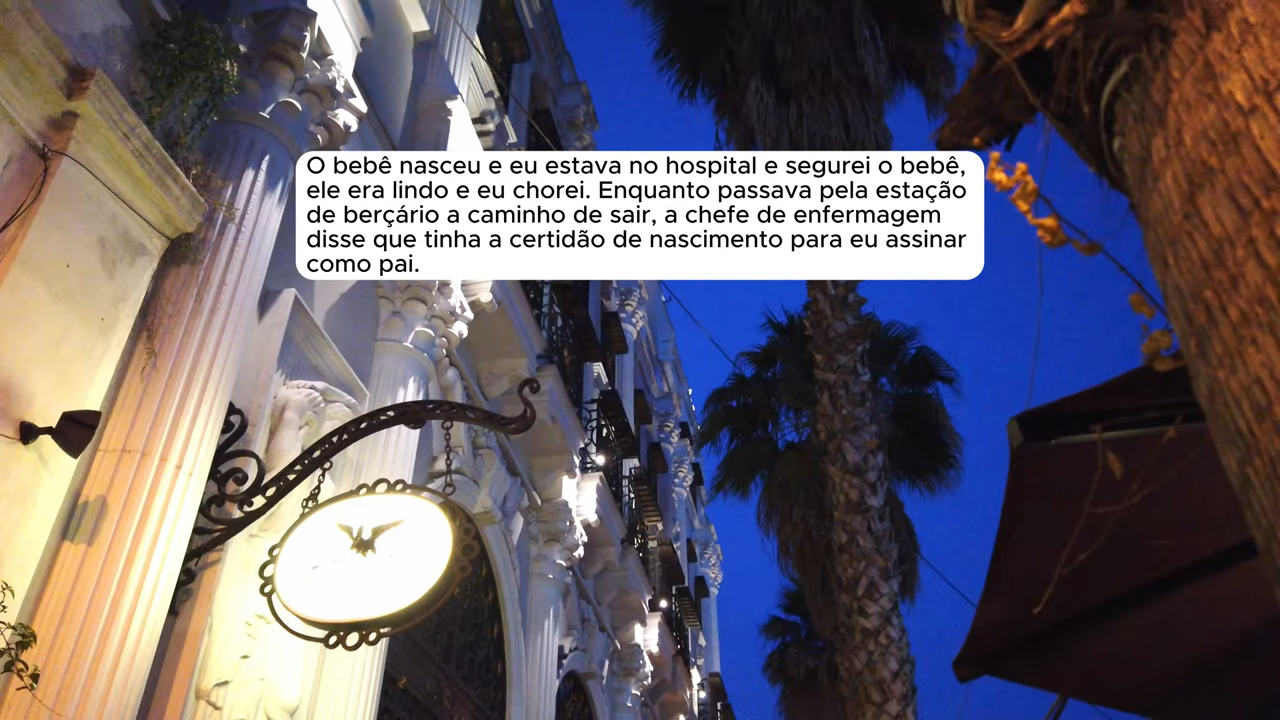 O bebê nasceu e eu estava no hospital e segurei o bebê,
ele era lindo e eu chorei. Enquanto passava pela estação
de berçário a caminho de sair, a chefe de enfermagem
disse que tinha a certidão de nascimento para eu assinar
como pai.